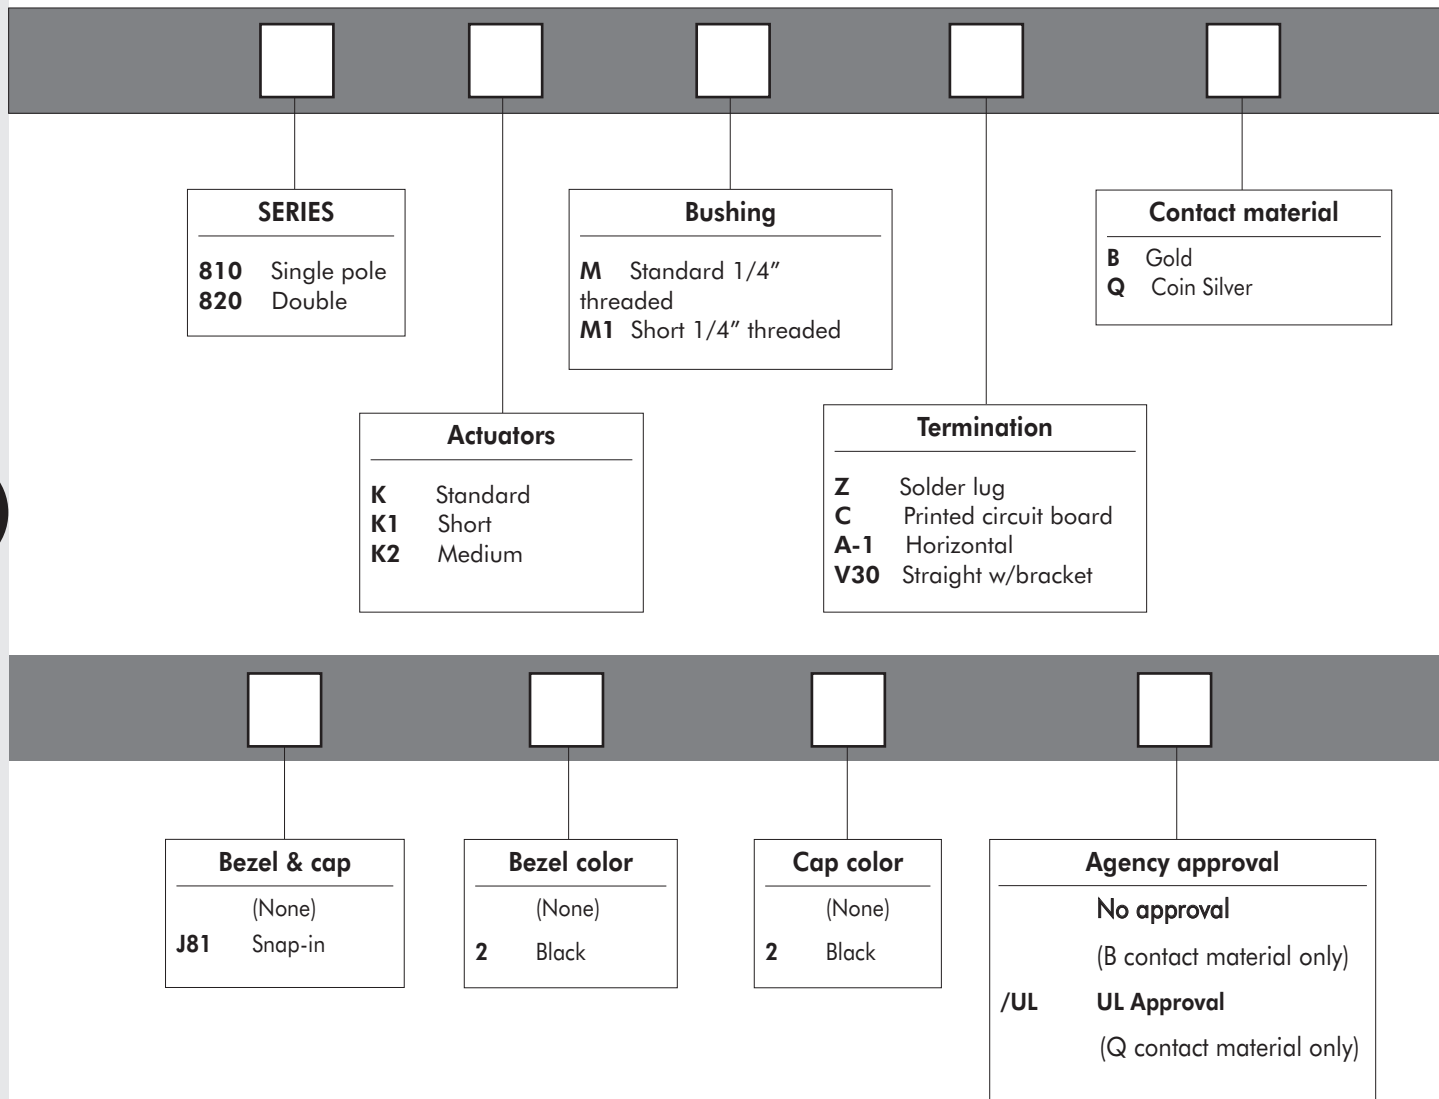 SERIES
810 Single pole
820 Double
Bushing
M Standard 1/4"
threaded
M1 Short 1/4" threaded
Contact material
B Gold
Q Coin Silver
Actuators
K Standard
K1 Short
K2 Medium
Termination
Z Solder lug
C Printed circuit board
A-1 Horizontal
V30 Straight w/bracket
Bezel & cap
(None)
J81 Snap-in
Bezel color
(None)
2 Black
Cap color
(None)
2 Black
Agency approval
No approval
(B contact material only)
/UL UL Approval
(Q contact material only)